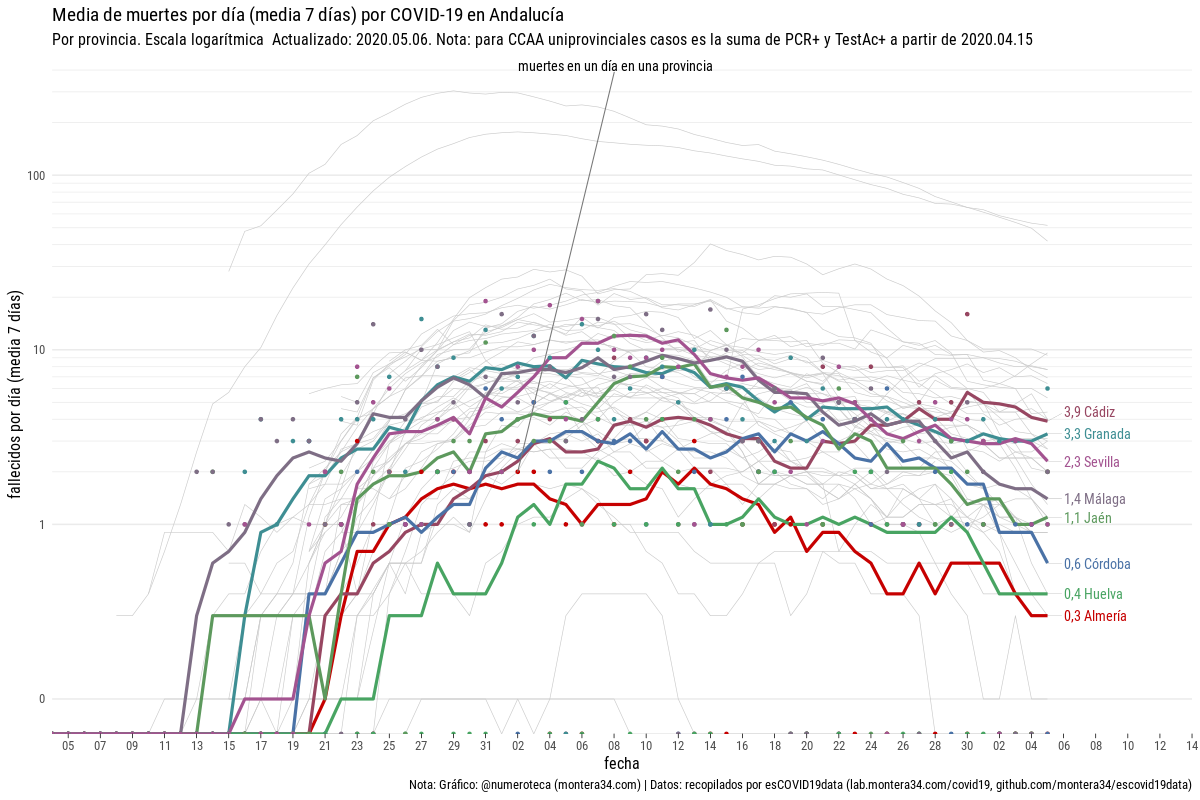 Media de muertes por día (media 7 días) por COVID-19 en Andalucía
Por provincia. Escala logarítmica  Actualizado: 2020.05.06. Nota: para CCAA uniprovinciales casos es la suma de PCR+ y TestAc+ a partir de 2020.04.15
muertes en un día en una provincia
fallecidos por día (media  7 días)
100
10
1
0
3,9 Cádiz
3,3 Granada
2,3 Sevilla
1,4 Málaga
1,1 Jaén
0,6 Córdoba
0,4 Huelva
0,3 Almería
05 07 09 11 13 15 17 19 21 23 25 27 29 31 02 04 06 08 10 12 14 16 18 20 22 24 26 28 30 02 04 06 08 10 12 14
fecha
Nota: Gráfico: @numeroteca (montera34.com) | Datos: recopilados por esCOVID19data (lab.montera34.com/covid19, github.com/montera34/escovid19data)